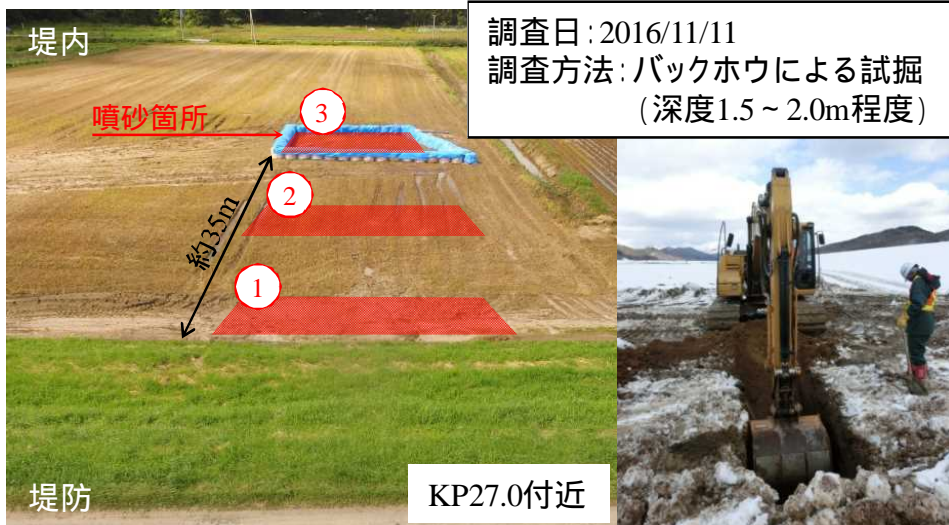 堤内
調査日:2016/11/11
調査方法:バックホウによる試掘
(深度1.5~2.0m程度)
噴砂箇所
3
2
約35m
1
堤防
KP27.0付近